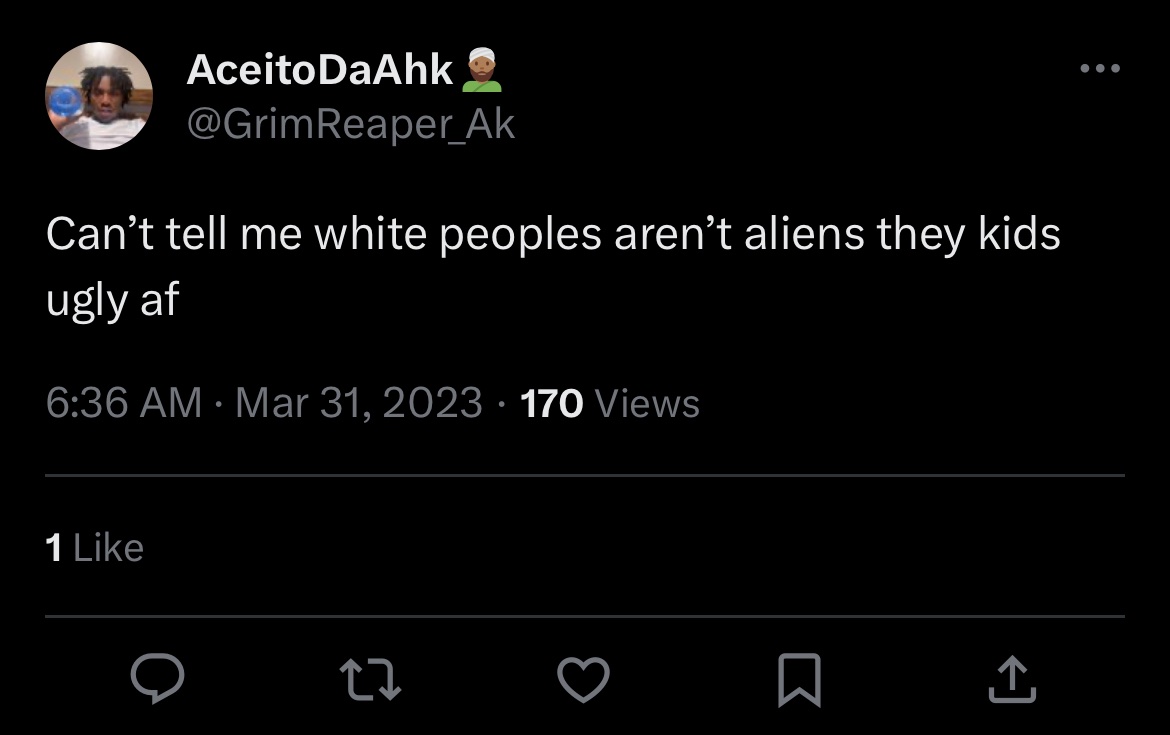 AceitoDaAhk
@GrimReaper_Ak
Can’t tell me white peoples aren’t aliens they kids
ugly af
6:36 AM · Mar 31, 2023 · 170 Views
1 Like